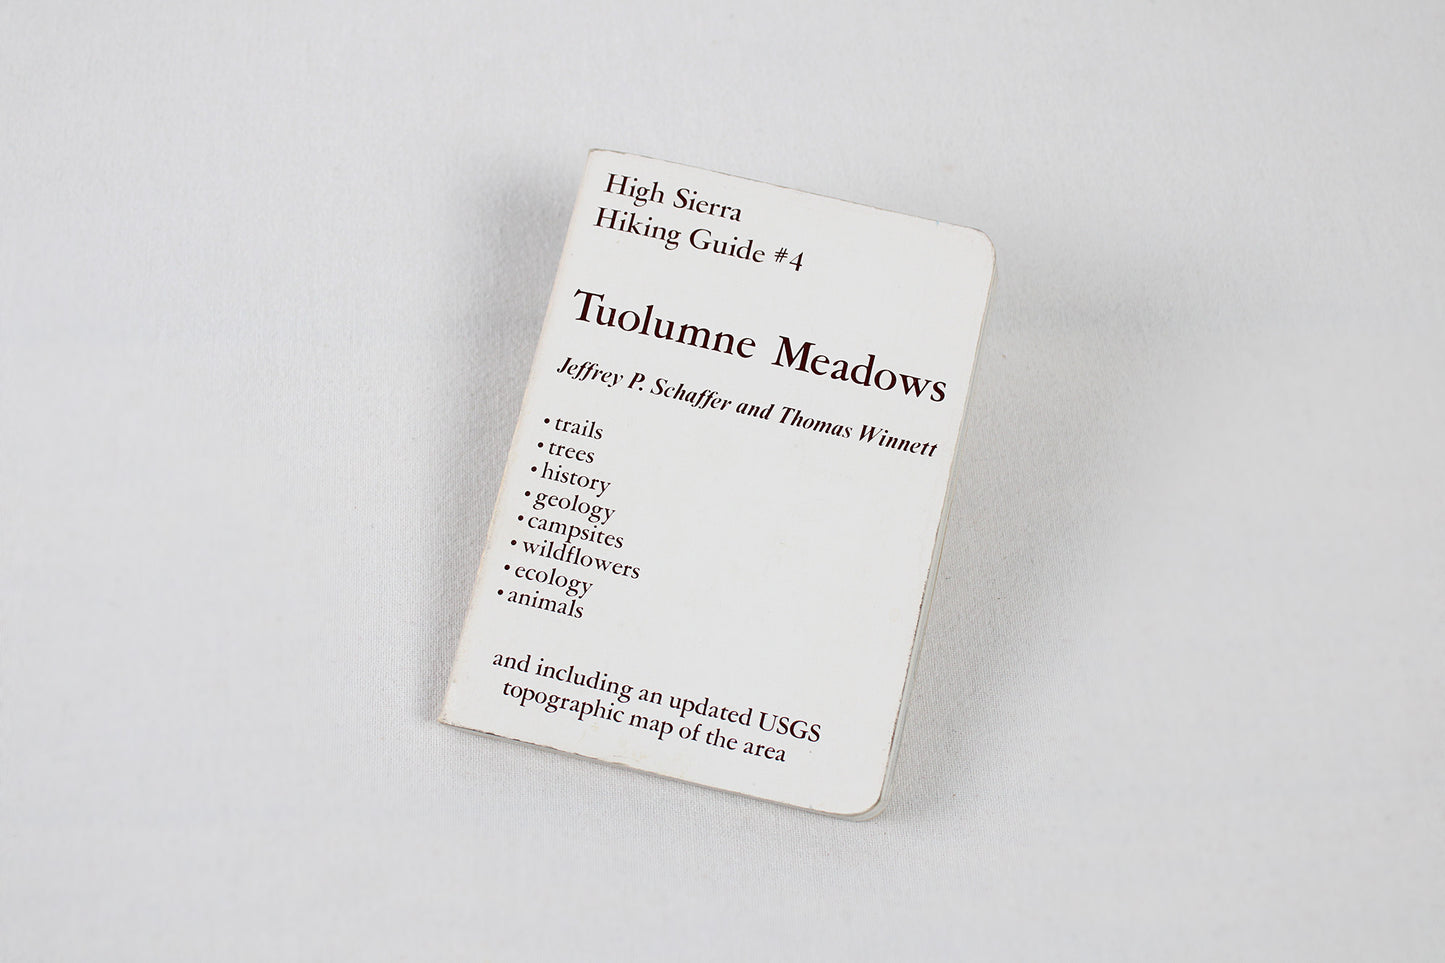 High Sierra
Hiking Guide #4
Tuolumne Meadows
Jeffrey P. Schaffer and Thomas Winnett
• trails
• trees
• history
• geology
• campsites
• wildflowers
• ecology
• animals
and including an updated USGS
topographic map of the area